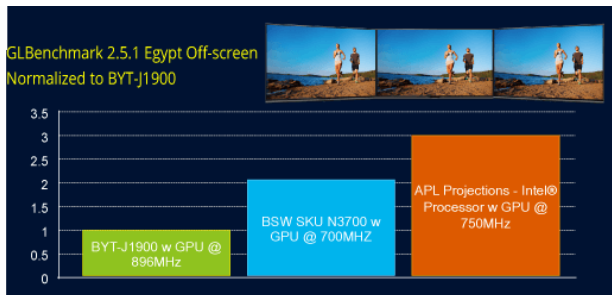 GLBenchmark 2.5.1 Egypt Off-screen
Normalized to BYT-J1900
3.5
3
2.5
2
1.5
1
0.5
0
BYT-J1900 w GPU @
896MHz
BSW SKU N3700 w
GPU @ 700MHZ
APL Projections - Intel®
Processor w GPU @
750MHz